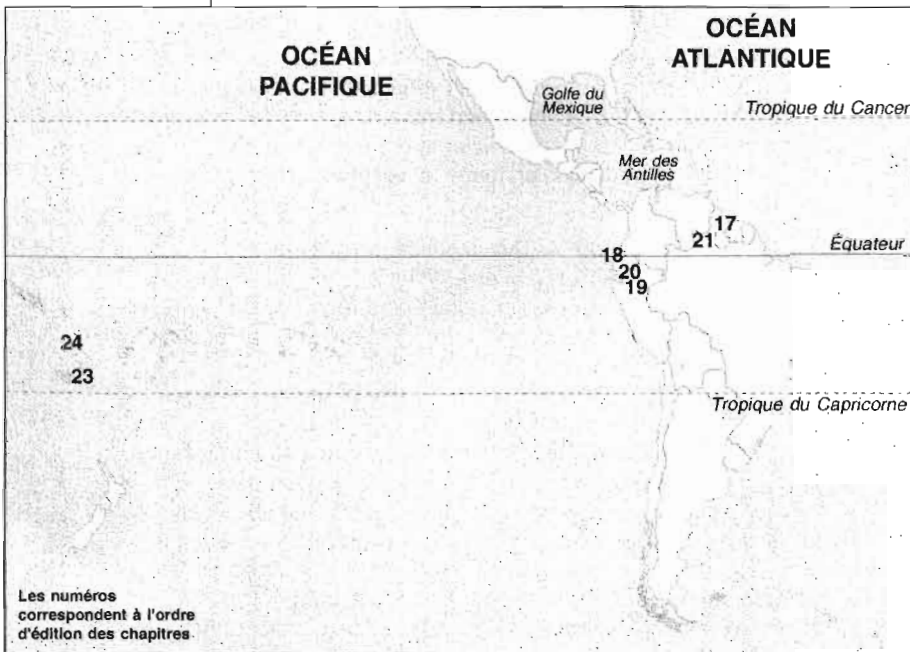 OCÉAN
PACIFIQUE
OCÉAN
ATLANTIQUE
Golfe du
Mexique
Tropique du Cancer
Mer des
Antilles
17
21
Équateur
18
20
19
24
23
Tropique du Capricorne
Les numéros
correspondent à l'ordre
d'édition des chapitres